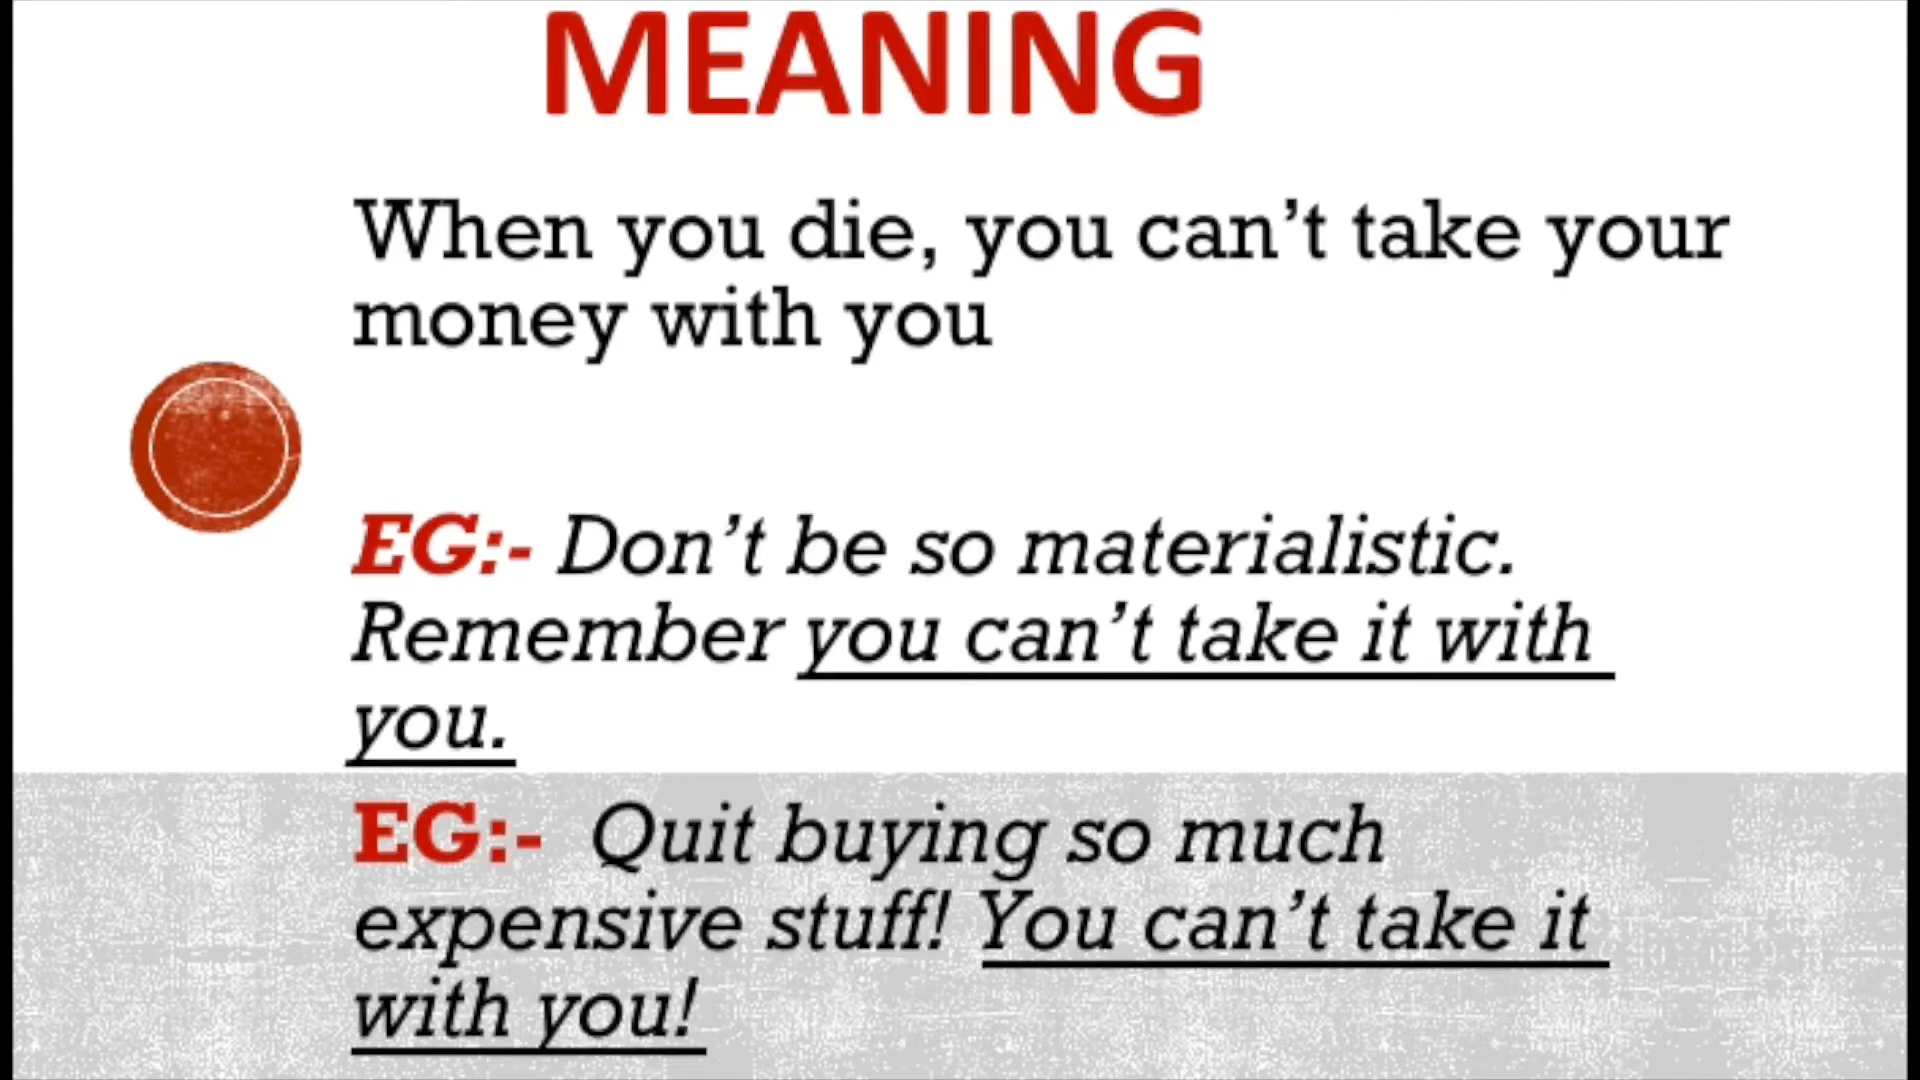 MEANING
When you die, you can’t take your
money with you
EG:- Don’t be so materialistic.
Remember you can’t take it with
you.
EG:- Quit buying so much
expensive stuff! You can’t take it
with you!